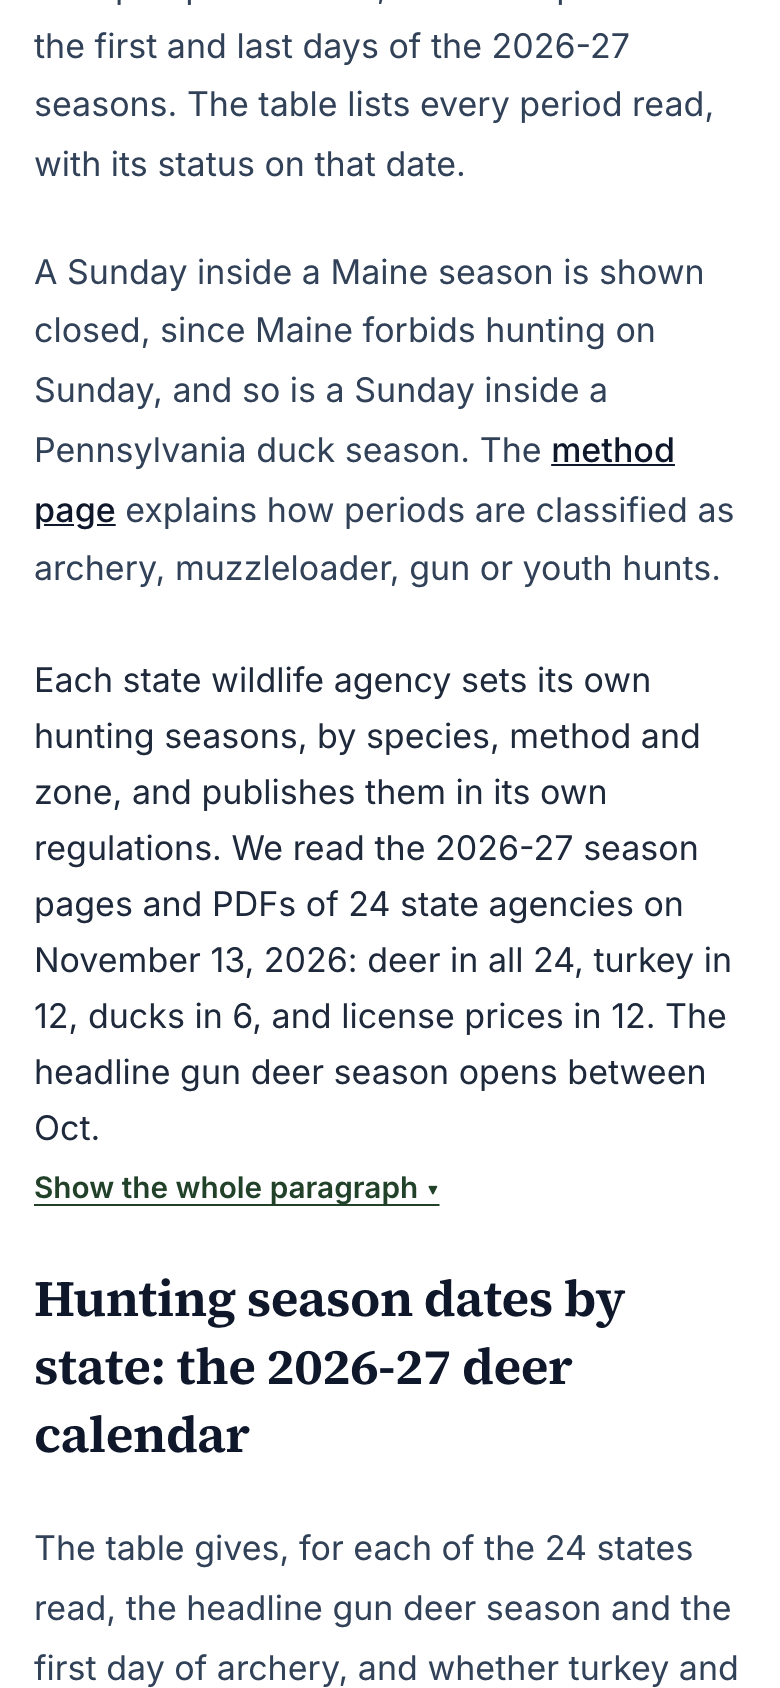 the first and last days of the 2026-27
seasons. The table lists every period read,
with its status on that date.
A Sunday inside a Maine season is shown
closed, since Maine forbids hunting on
Sunday, and so is a Sunday inside a
Pennsylvania duck season. The method
page explains how periods are classified as
archery, muzzleloader, gun or youth hunts.
Each state wildlife agency sets its own
hunting seasons, by species, method and
zone, and publishes them in its own
regulations. We read the 2026-27 season
pages and PDFs of 24 state agencies on
November 13, 2026: deer in all 24, turkey in
12, ducks in 6, and license prices in 12. The
headline gun deer season opens between
Oct.
Show the whole paragraph ▾
Hunting season dates by
state: the 2026-27 deer
calendar
The table gives, for each of the 24 states
read, the headline gun deer season and the
first day of archery, and whether turkey and